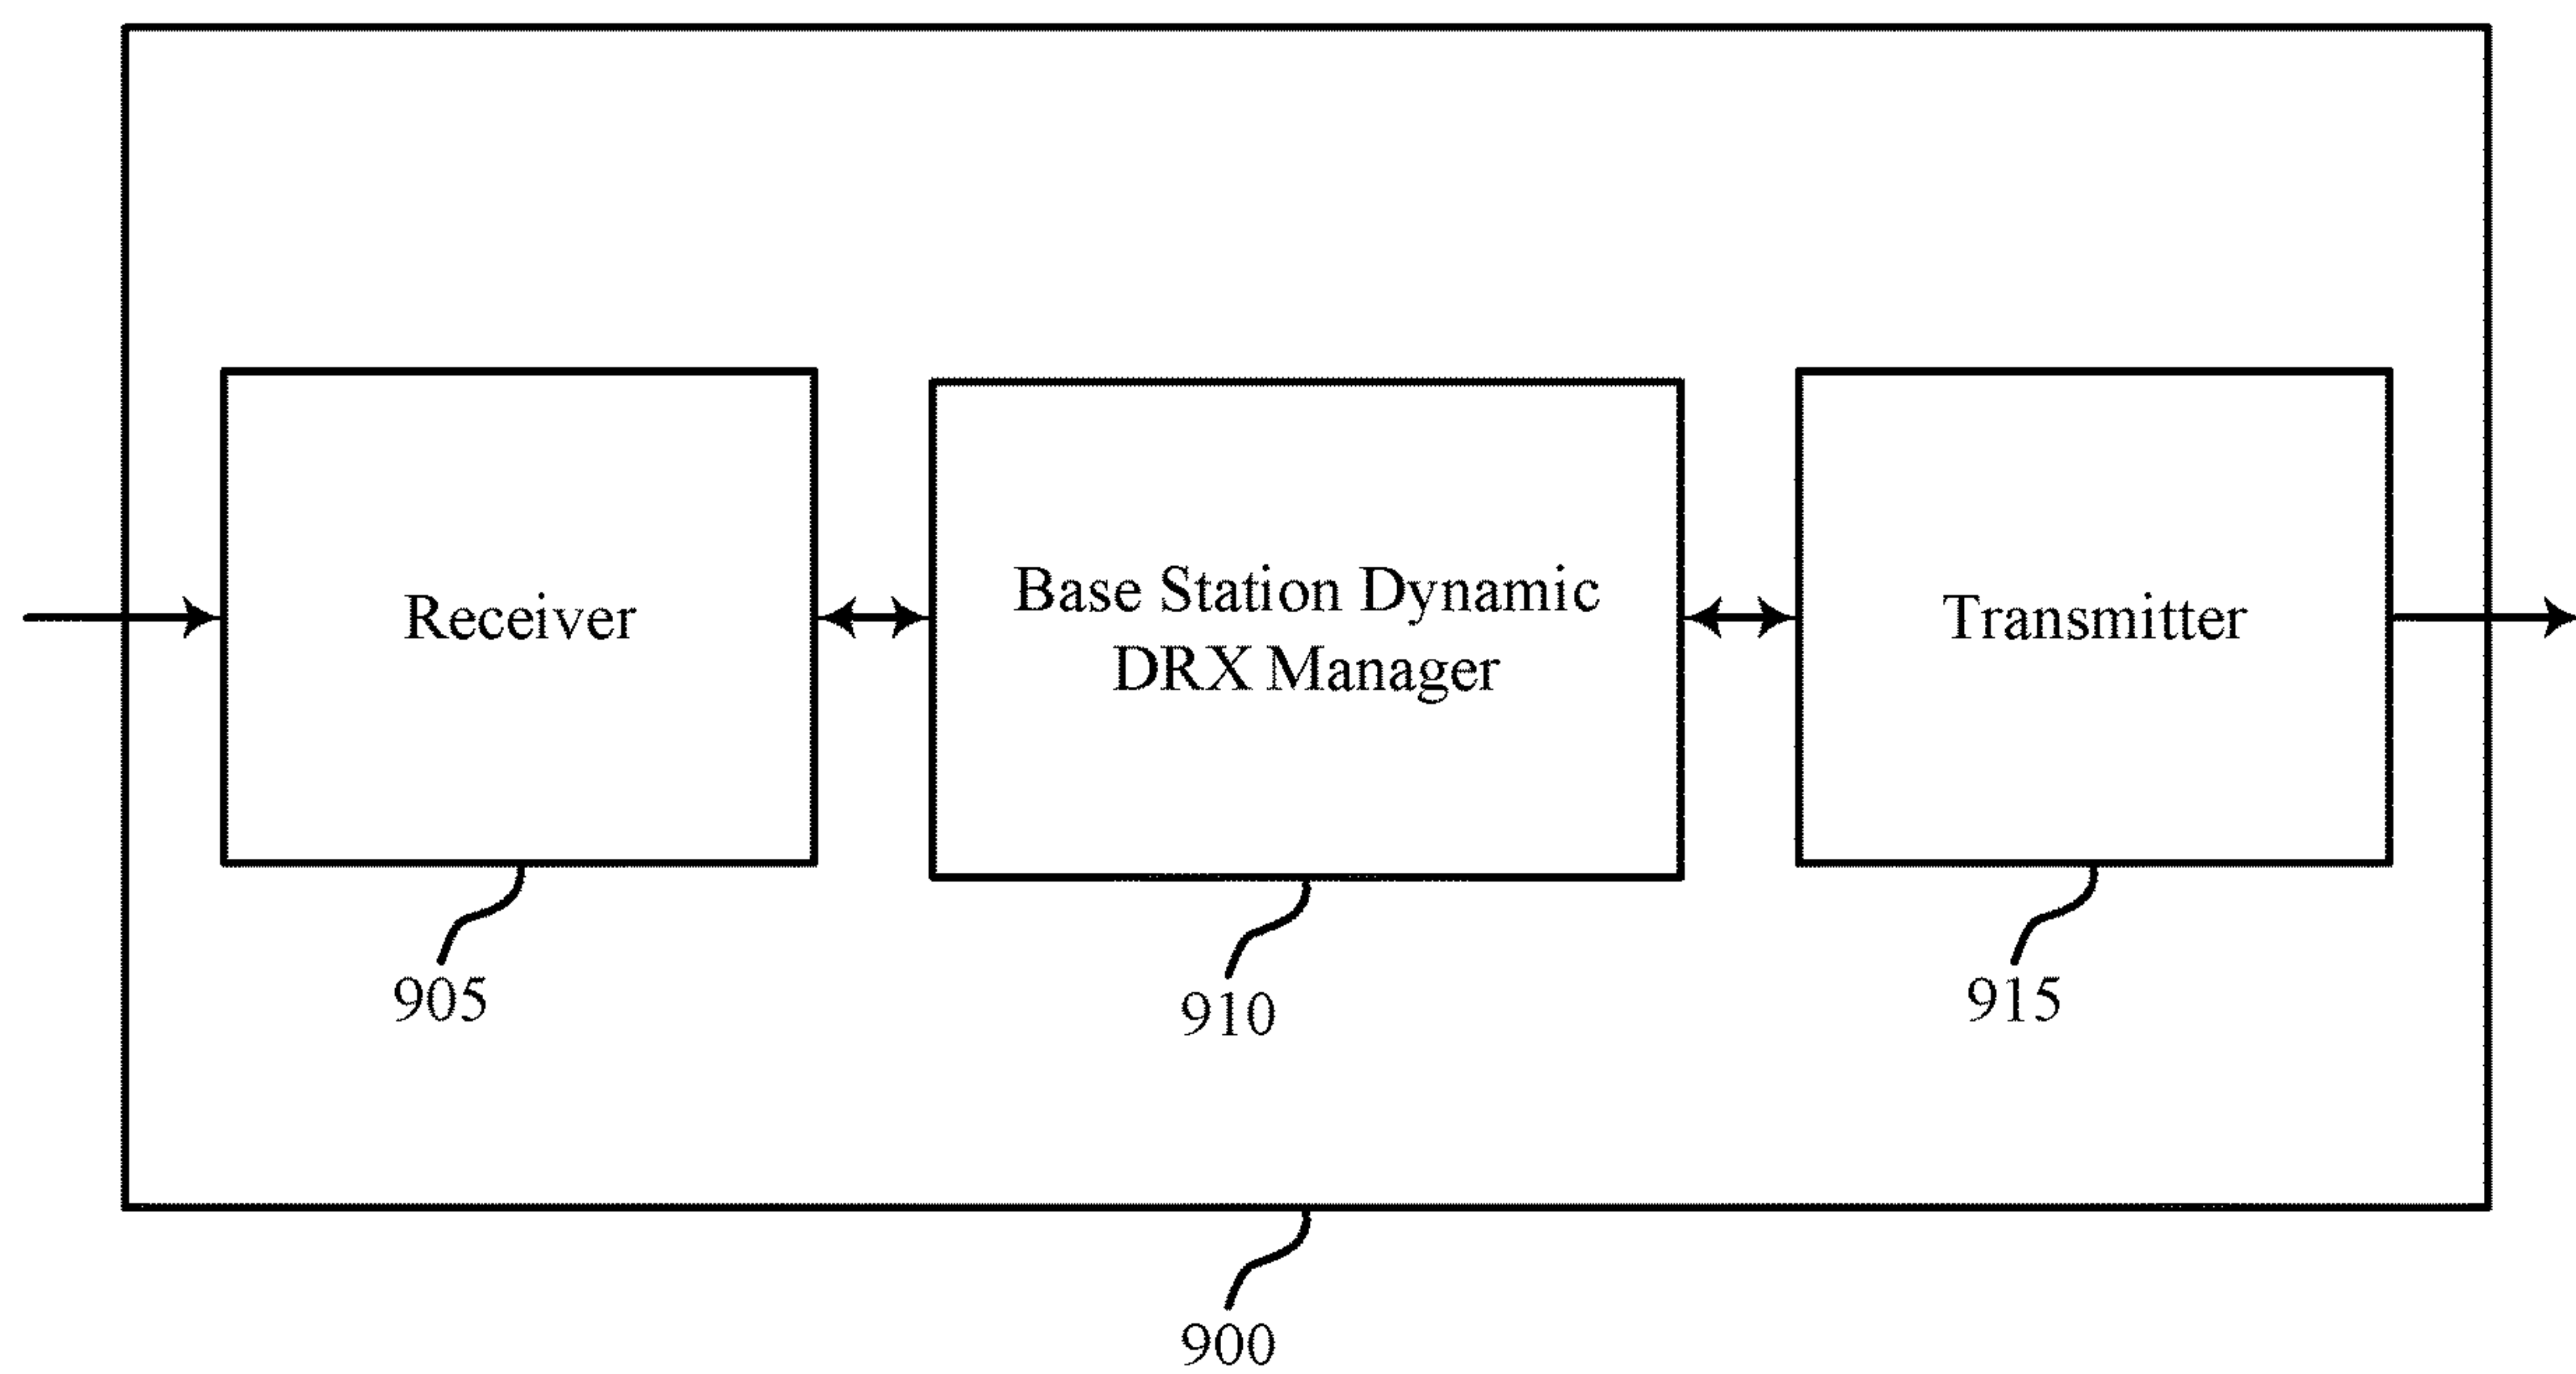 Receiver
Base Station Dynamic
DRX Manager
Transmitter
905
910
915
900